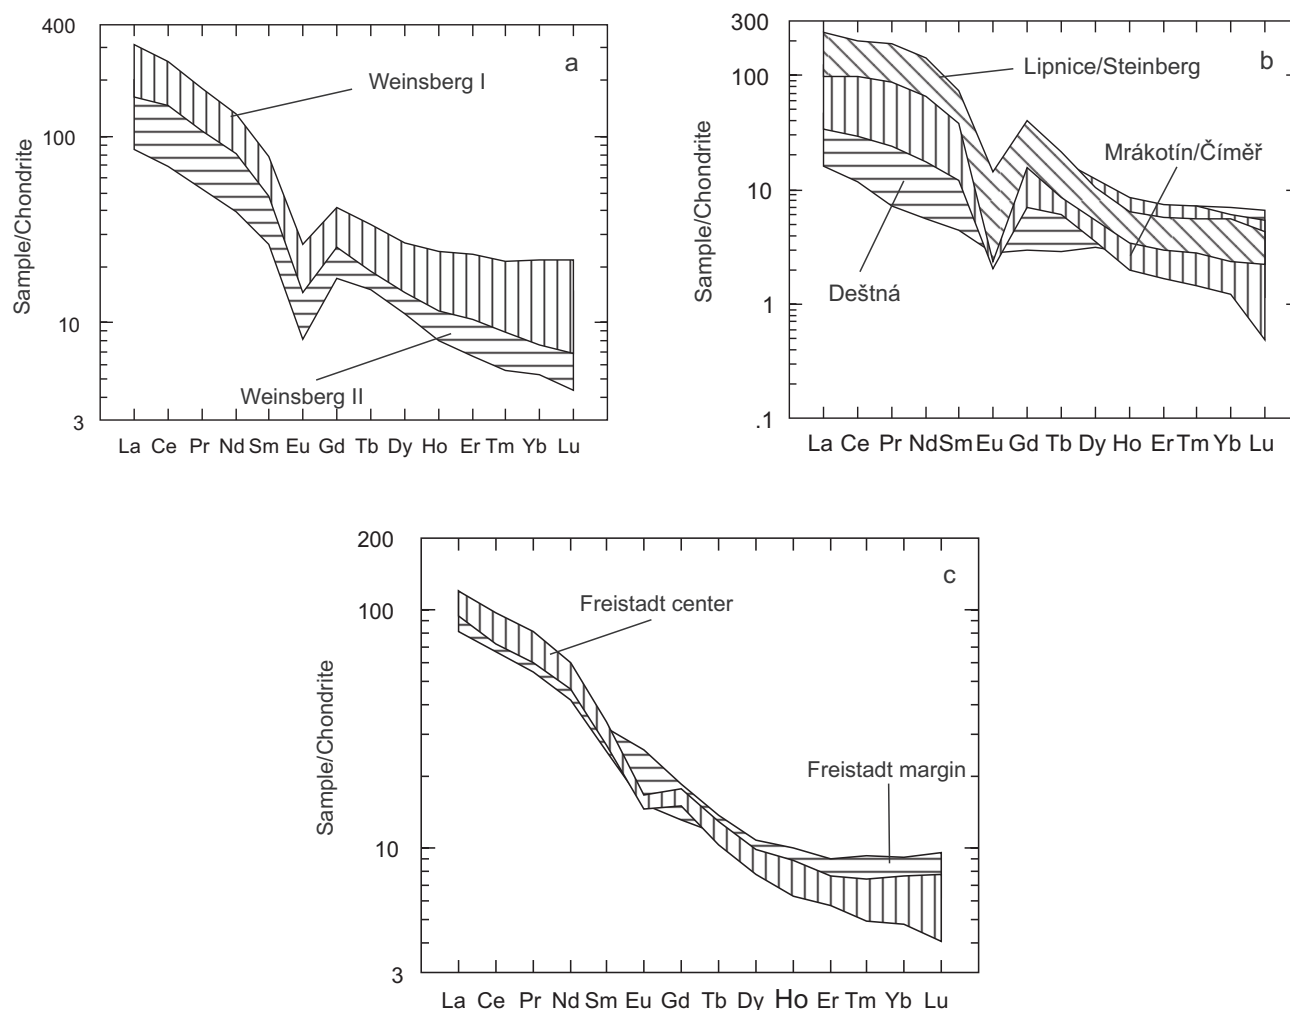 400
100
10
3
Sample/Chondrite
a
Weinsberg I
Weinsberg II
La Ce Pr Nd Sm Eu Gd Tb Dy Ho Er Tm Yb Lu
300
100
10
1
.1
Sample/Chondrite
b
Lipnice/Steinberg
Mrákotín/Číměř
Deštná
La Ce Pr Nd Sm Eu Gd Tb Dy Ho Er Tm Yb Lu
200
100
10
3
Sample/Chondrite
c
Freistadt center
Freistadt margin
La Ce Pr Nd Sm Eu Gd Tb Dy Ho Er Tm Yb Lu